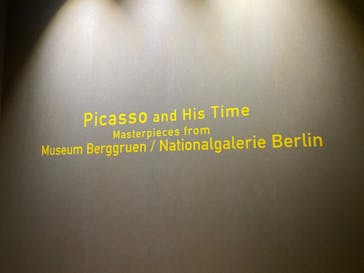 Picasso and His Time
Masterpieces from
Museum Berggruen / Nationalgalerie Berlin